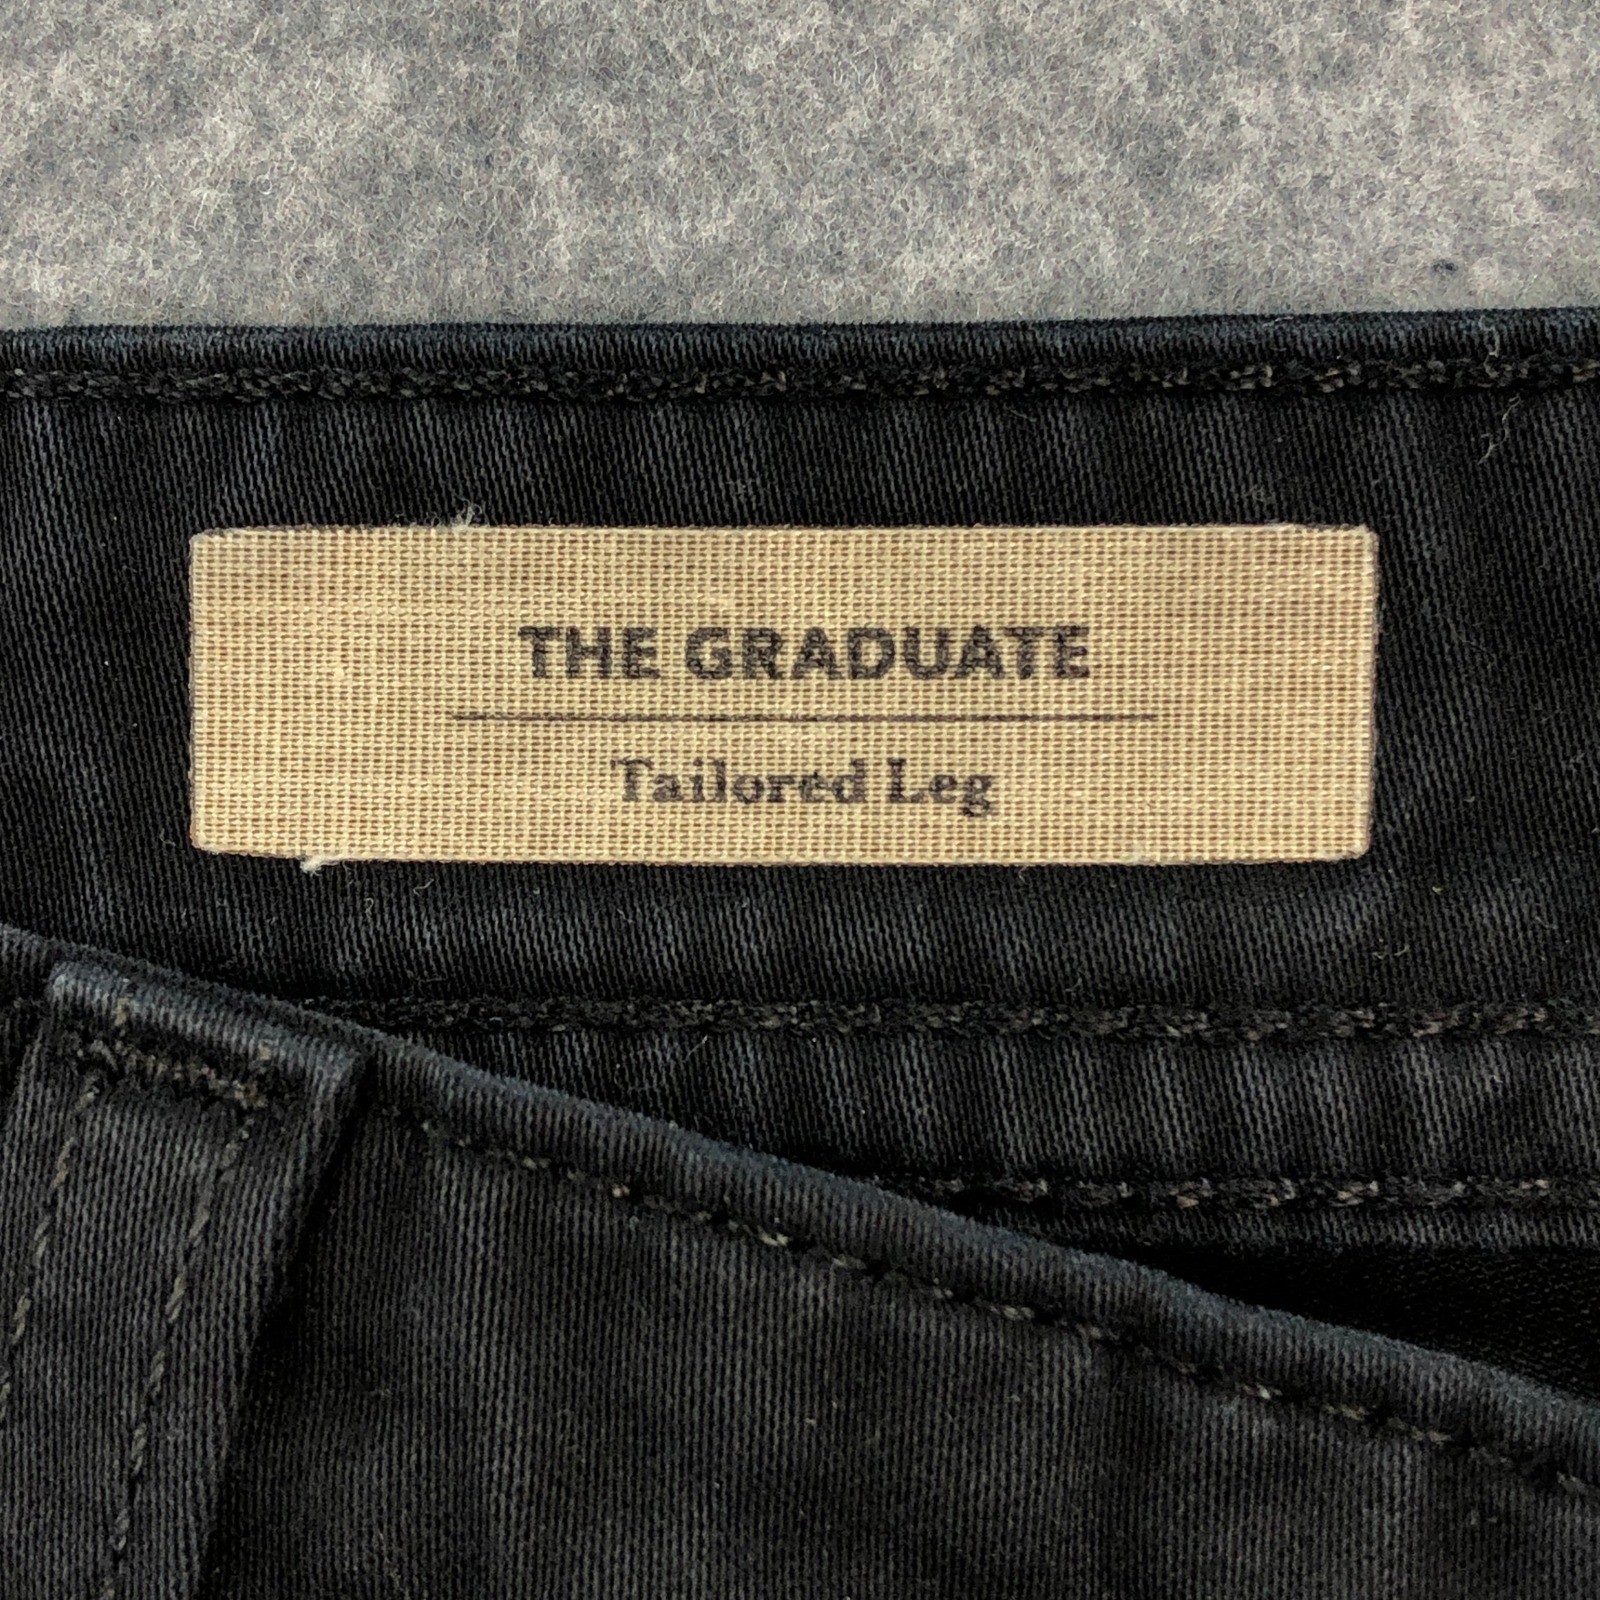 THE GRADUATE
Tailored Leg